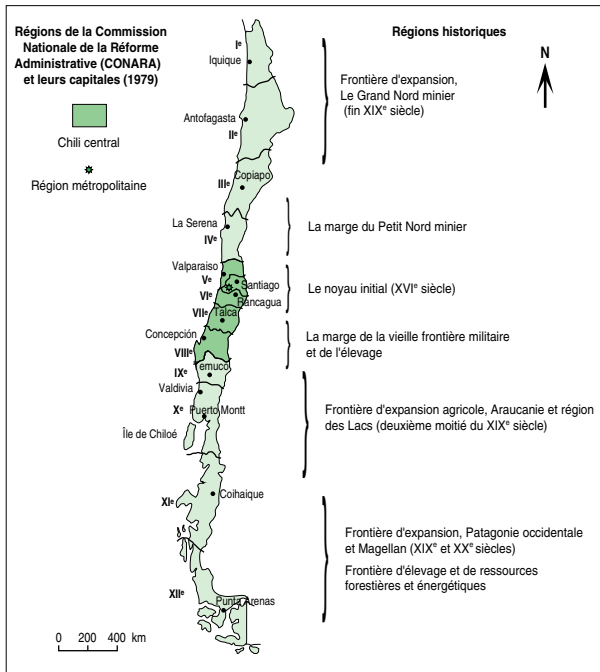 Régions de la Commission
Nationale de la Réforme
Administrative (CONARA)
et leurs capitales (1979)
Chili central
Région métropolitaine
Régions historiques
N
Iᵉ
Iquique
Antofagasta
IIᵉ
IIIᵉ
Copiapo
La Serena
IVᵉ
Valparaiso
Vᵉ
Santiago
VIᵉ
Rancagua
VIIᵉ
Talca
Concepción
VIIIᵉ
Temuco
IXᵉ
Valdivia
Xᵉ
Puerto Montt
Île de Chiloé
Coihaique
XIᵉ
XIIᵉ
Punta Arenas
Frontière d'expansion,
Le Grand Nord minier
(fin XIXᵉ siècle)
La marge du Petit Nord minier
Le noyau initial (XVIᵉ siècle)
La marge de la vieille frontière militaire
et de l'élevage
Frontière d'expansion agricole, Araucanie et région
des Lacs (deuxième moitié du XIXᵉ siècle)
Frontière d'expansion, Patagonie occidentale
et Magellan (XIXᵉ et XXᵉ siècles)
Frontière d'élevage et de ressources
forestières et énergétiques
0 200 400 km